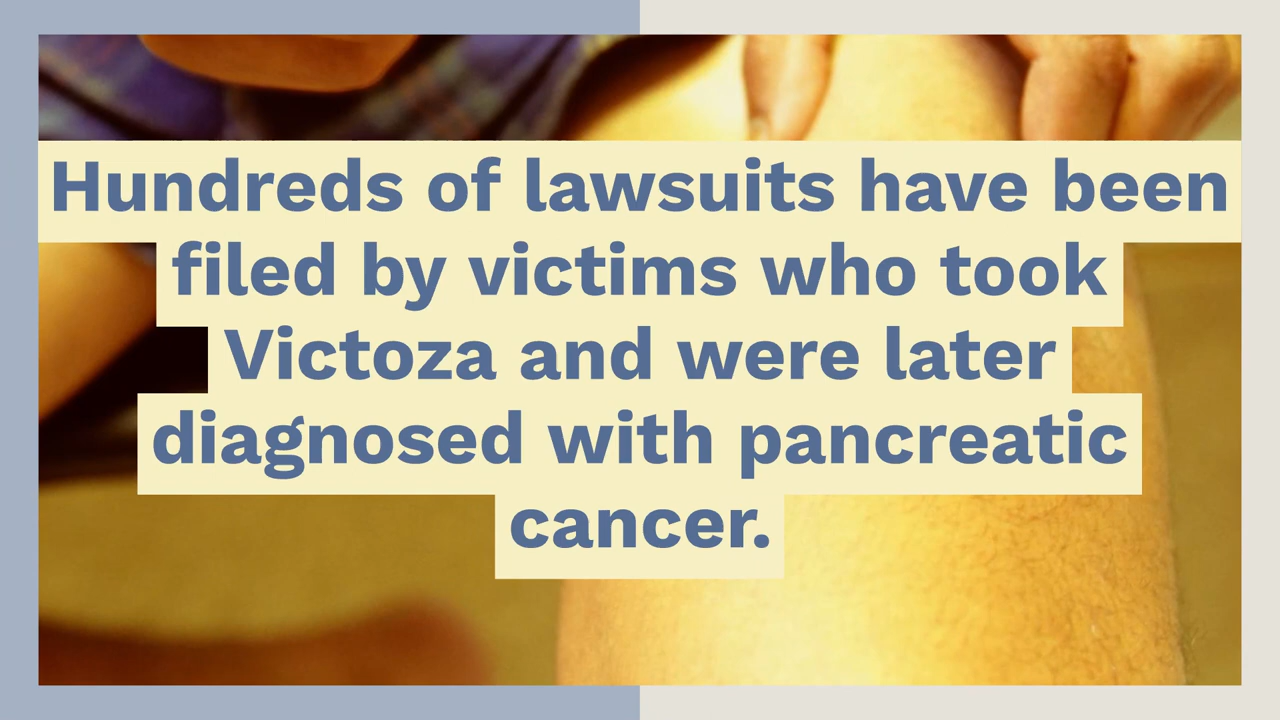 Hundreds of lawsuits have been
filed by victims who took
Victoza and were later
diagnosed with pancreatic
cancer.